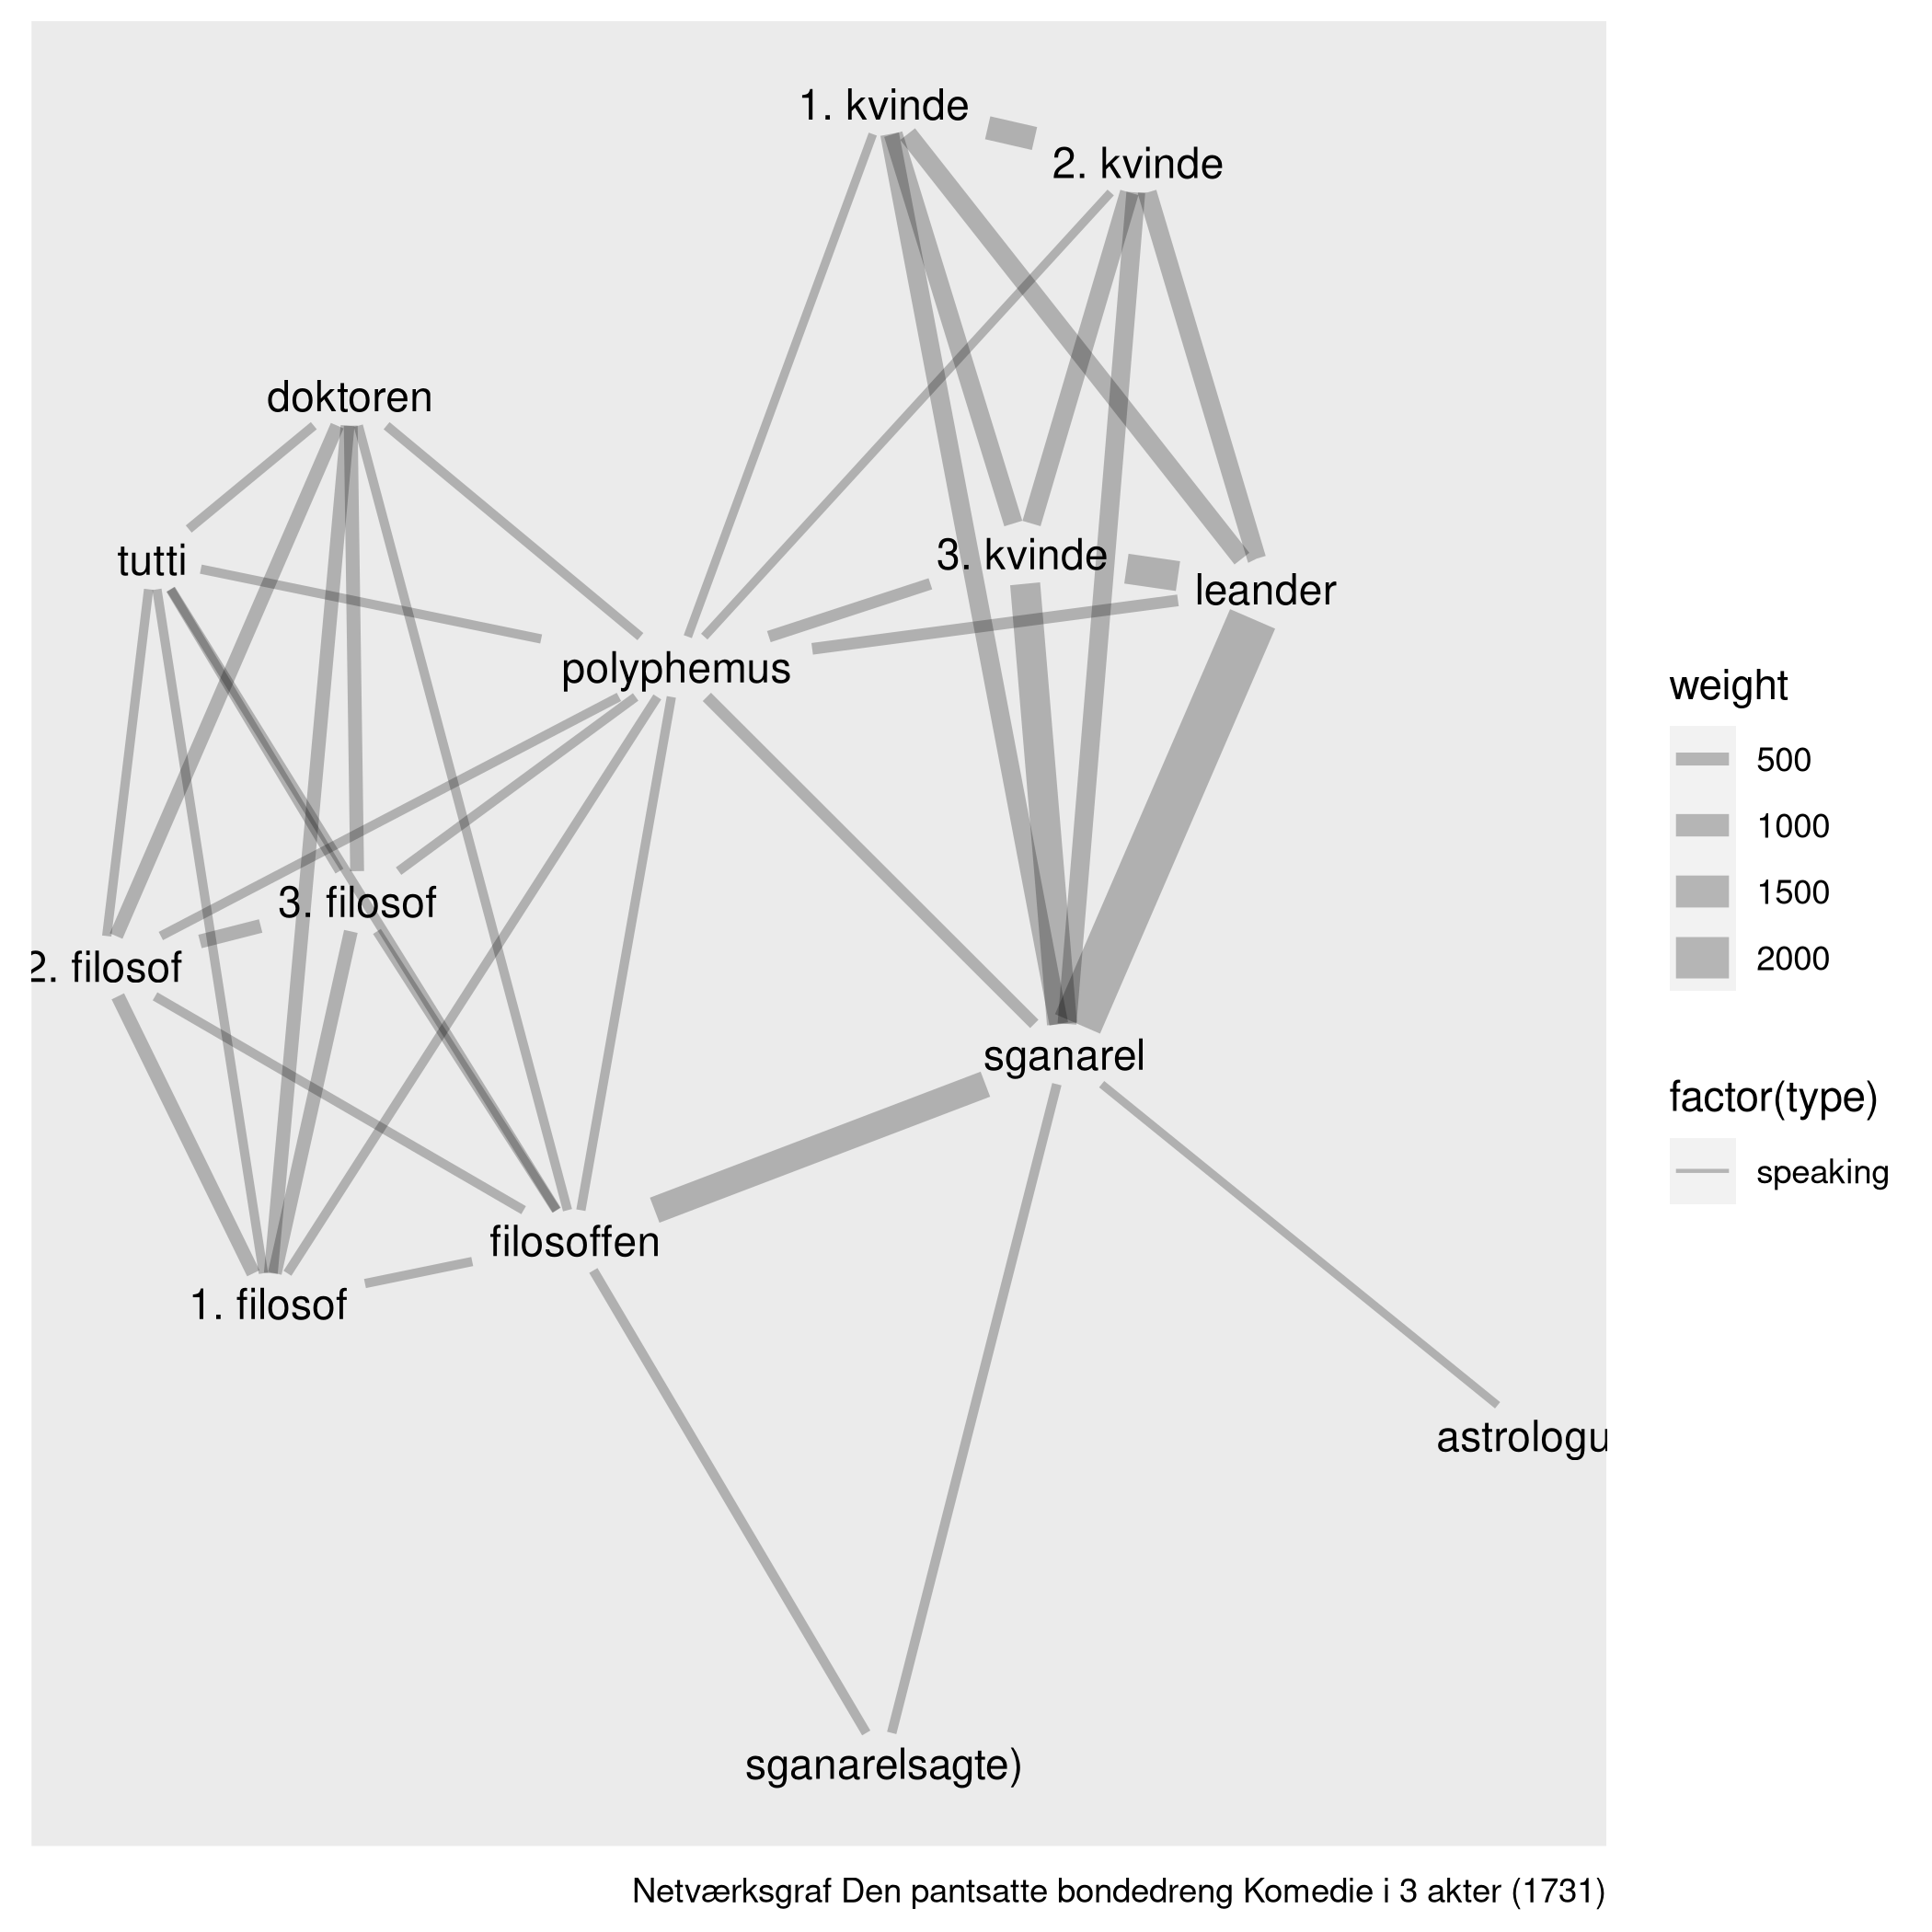 1. kvinde
2. kvinde
doktoren
tutti
3. kvinde
leander
polyphemus
3. filosof
2. filosof
sganarel
filosoffen
1. filosof
astrologu
sganarelsagte)
weight
500
1000
1500
2000
factor(type)
speaking
Netværksgraf Den pantsatte bondedreng Komedie i 3 akter (1731)